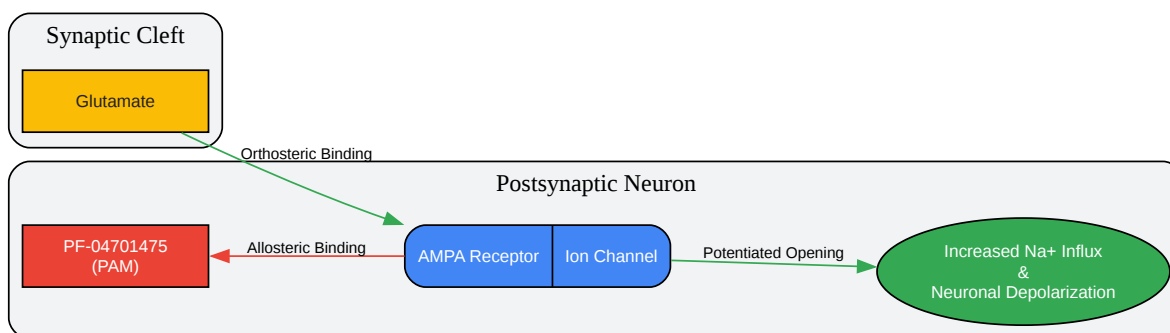 Synaptic Cleft
Glutamate
Orthosteric Binding
Postsynaptic Neuron
PF-04701475
(PAM)
Allosteric Binding
AMPA Receptor
Ion Channel
Potentiated Opening
Increased Na+ Influx
&
Neuronal Depolarization